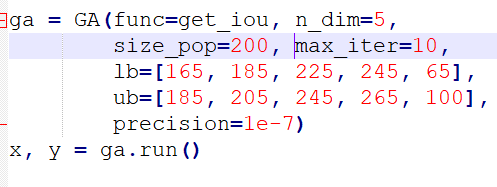 ga = GA(func=get_iou, n_dim=5,
size_pop=200, max_iter=10,
lb=[165, 185, 225, 245, 65],
ub=[185, 205, 245, 265, 100],
precision=1e-7)
x, y = ga.run()